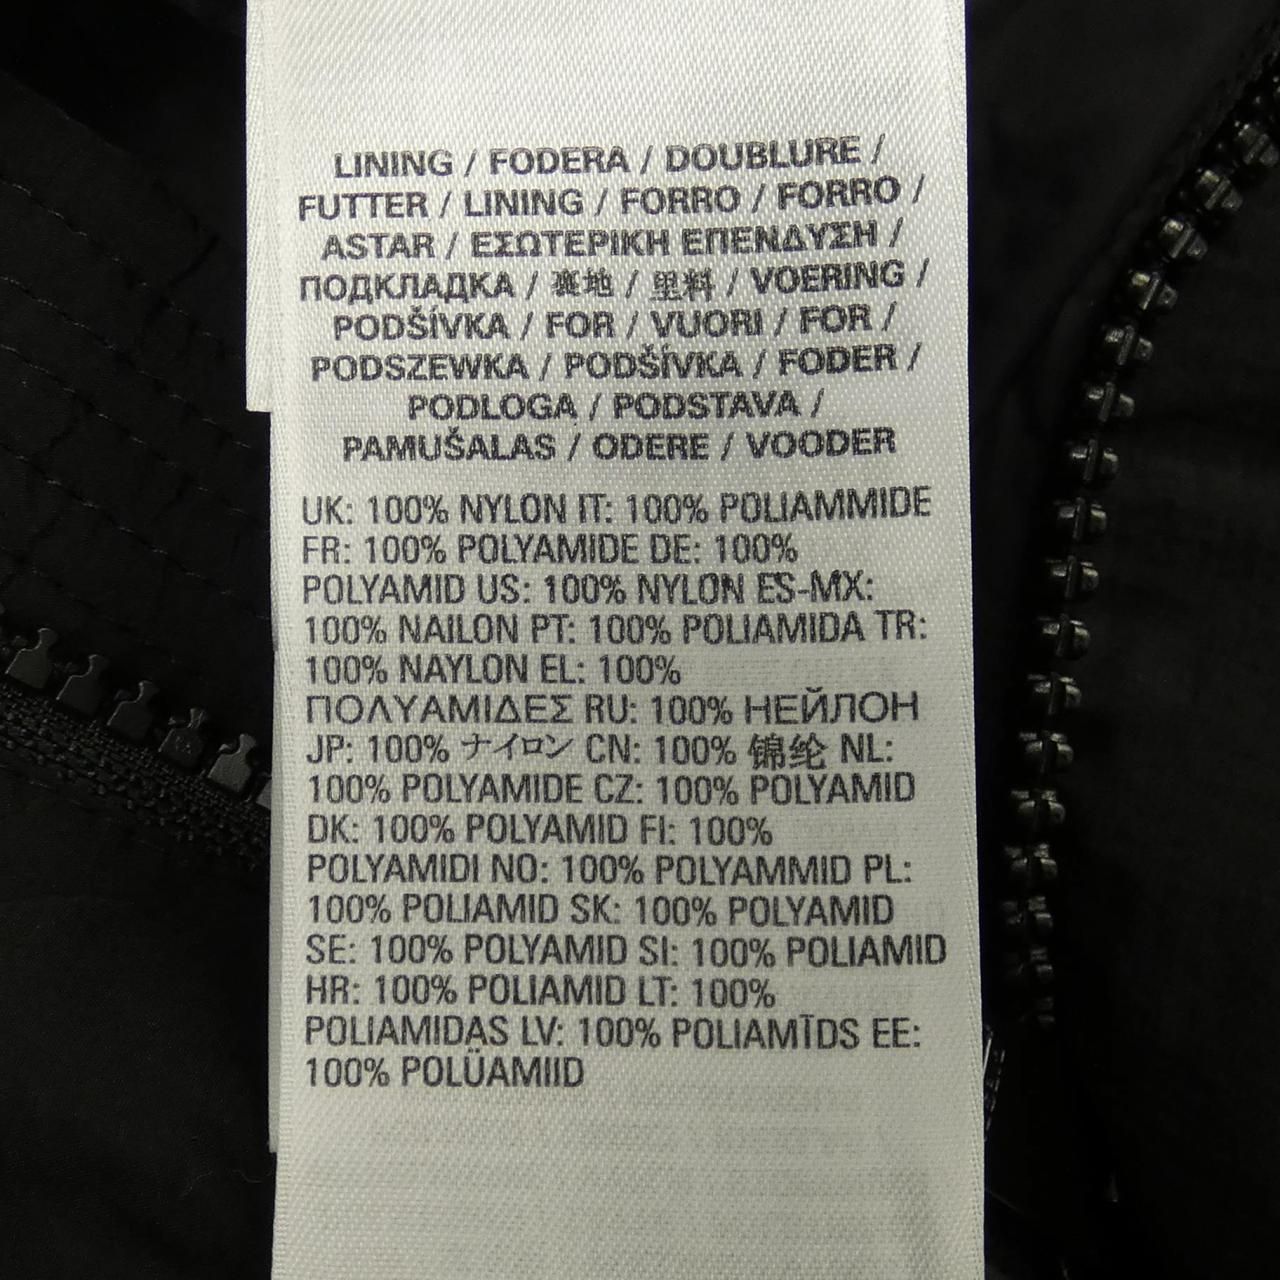 LINING / FODERA / DOUBLURE /
FUTTER / LINING / FORRO / FORRO /
ASTAR / ΕΣΩΤΕΡΙΚΗ ΕΠΕΝΔΥΣΗ /
ПОДКЛАДКА / 裏地 / 里料 / VOERING /
PODŠÍVKA / FOR / VUORI / FOR /
PODSZEWKA / PODŠÍVKA / FODER /
PODLOGA / PODSTAVA /
PAMUŠALAS / ODERE / VOODER
UK: 100% NYLON IT: 100% POLIAMMIDE
FR: 100% POLYAMIDE DE: 100%
POLYAMID US: 100% NYLON ES-MX:
100% NAILON PT: 100% POLIAMIDA TR:
100% NAYLON EL: 100%
ΠΟΛΥΑΜΙΔΕΣ RU: 100% НЕЙЛОН
JP: 100% ナイロン CN: 100% 锦纶 NL:
100% POLYAMIDE CZ: 100% POLYAMID
DK: 100% POLYAMID FI: 100%
POLYAMIDI NO: 100% POLYAMMID PL:
100% POLIAMID SK: 100% POLYAMID
SE: 100% POLYAMID SI: 100% POLIAMID
HR: 100% POLIAMID LT: 100%
POLIAMIDAS LV: 100% POLIAMĪDS EE:
100% POLÜAMIID